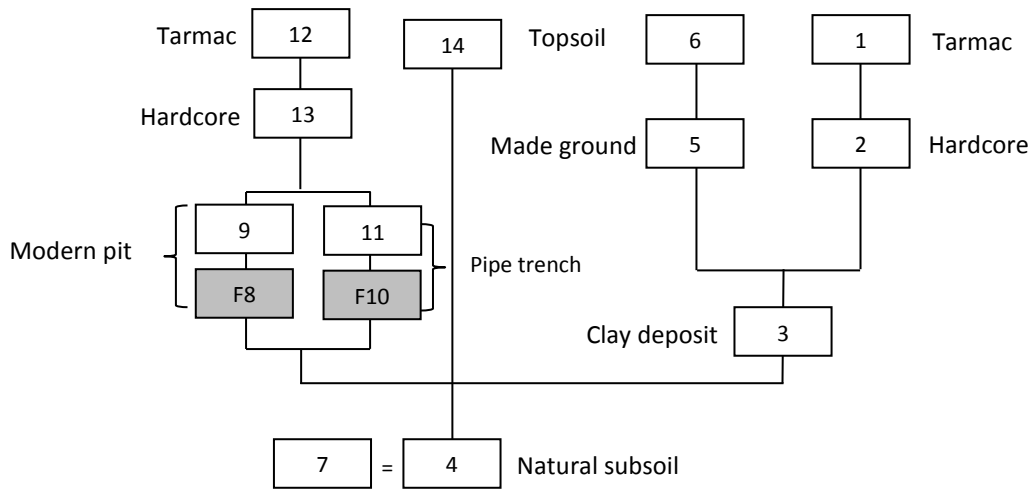 Tarmac 12 14 Topsoil 6 1 Tarmac
Hardcore 13 Made ground 5 2 Hardcore
Modern pit 9 11 Pipe trench
F8 F10
Clay deposit 3
7 = 4 Natural subsoil